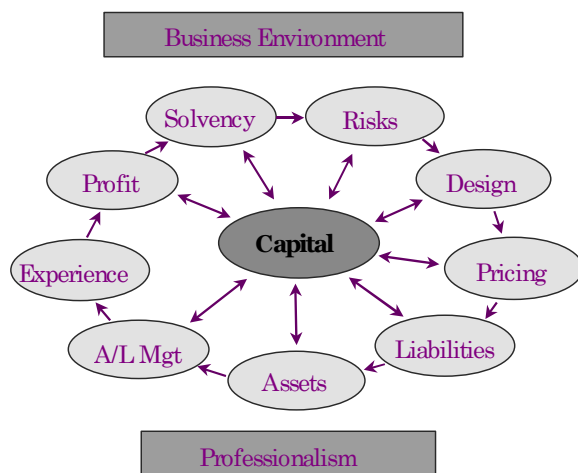 Business Environment
Solvency
Risks
Profit
Design
Capital
Experience
Pricing
A/L Mgt
Liabilities
Assets
Professionalism